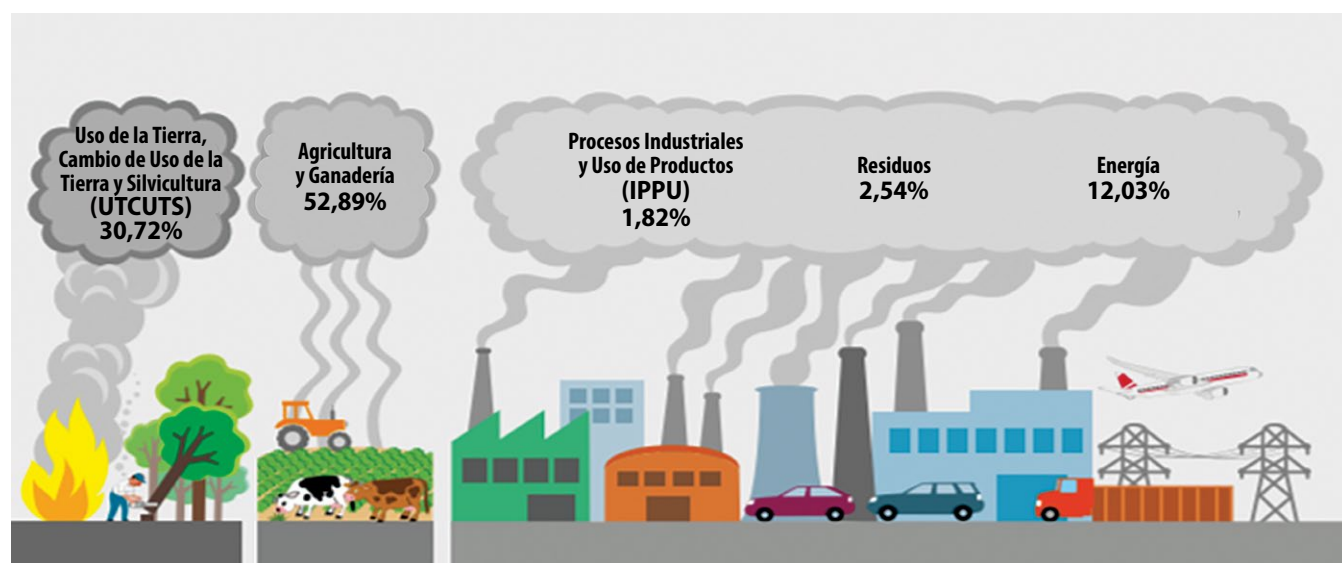 Uso de la Tierra,
Cambio de Uso de la
Tierra y Silvicultura
(UTCUTS)
30,72%
Agricultura
y Ganadería
52,89%
Procesos Industriales
y Uso de Productos
(IPPU)
1,82%
Residuos
2,54%
Energía
12,03%